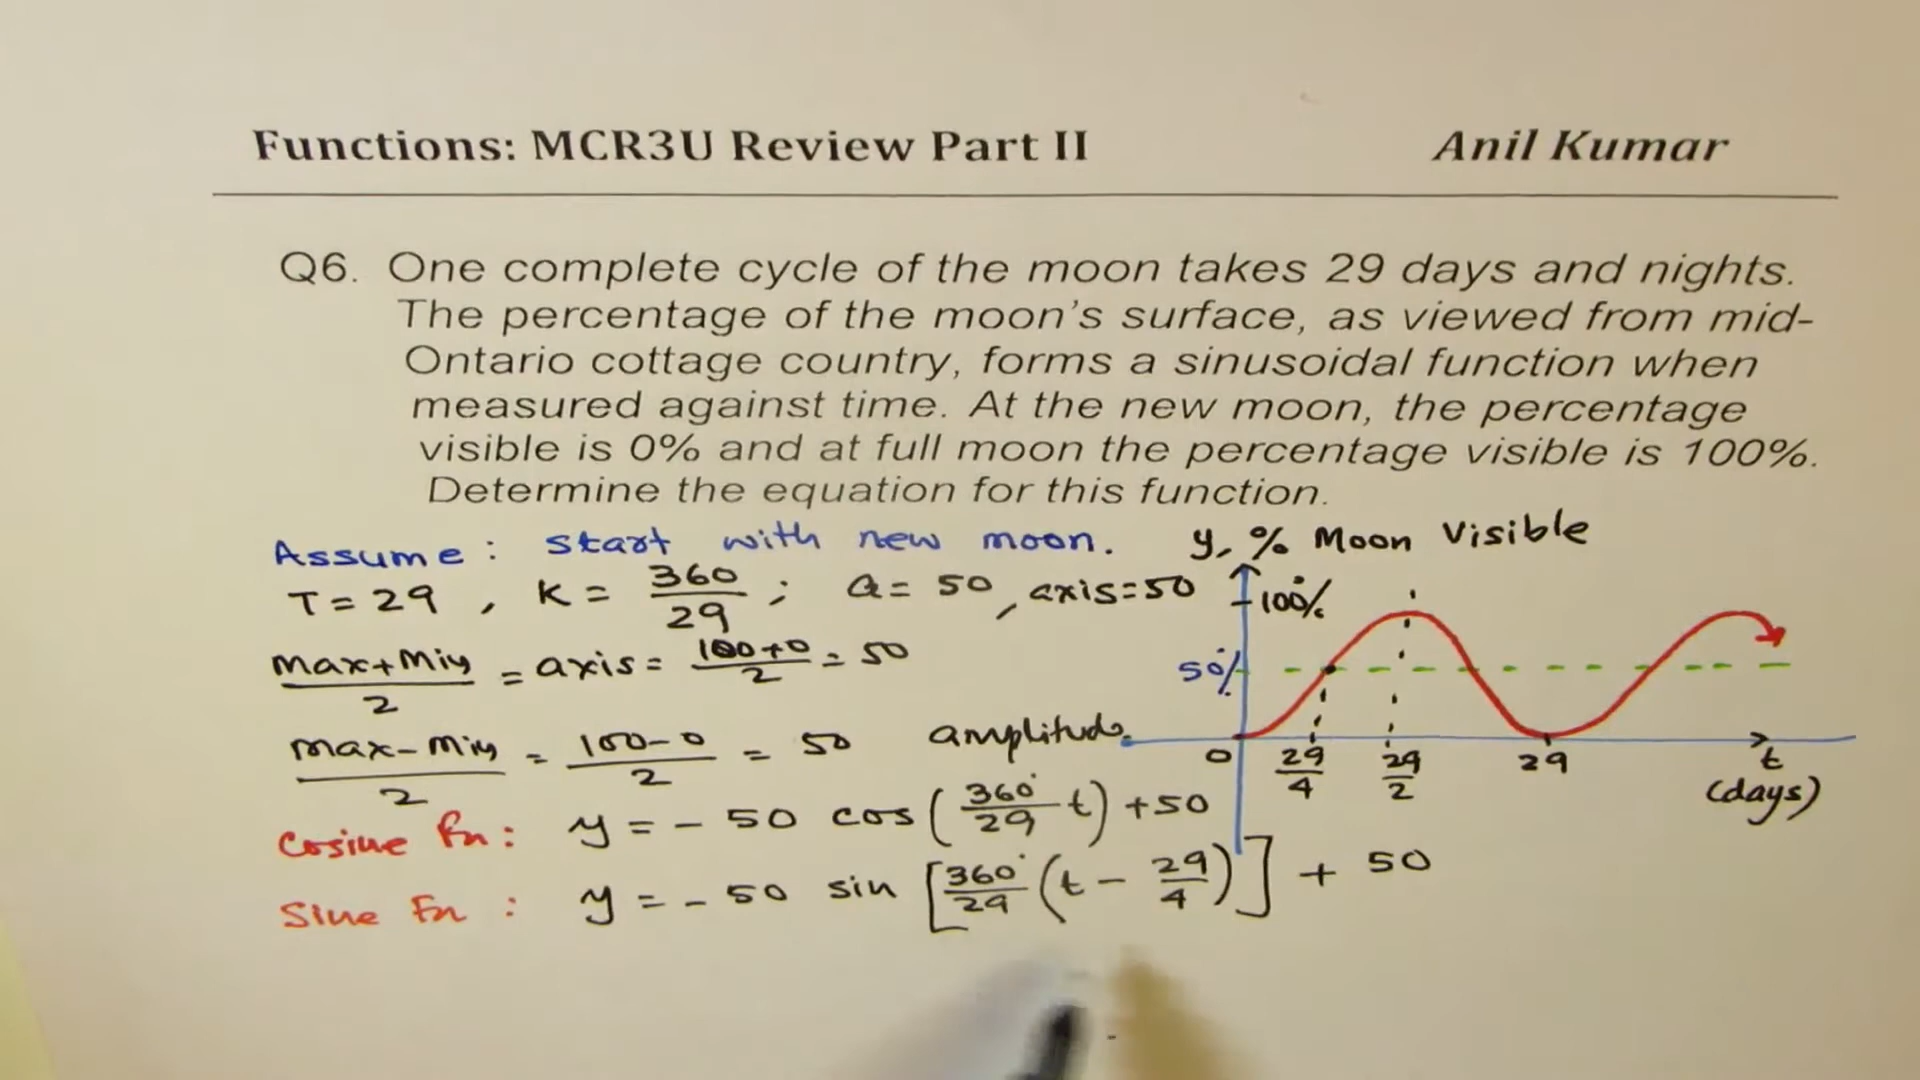 Functions: MCR3U Review Part II Anil Kumar
Q6. One complete cycle of the moon takes 29 days and nights.
The percentage of the moon's surface, as viewed from mid-
Ontario cottage country, forms a sinusoidal function when
measured against time. At the new moon, the percentage
visible is 0% and at full moon the percentage visible is 100%.
Determine the equation for this function.
Assume: start with new moon.
T = 29, K = 360/29; a = 50, axis = 50
(max + min)/2 = axis = (100+0)/2 = 50
(max - min)/2 = (100-0)/2 = 50 amplitude.
Cosine Fn: y = - 50 cos(360°/29 t) + 50
Sine Fn: y = - 50 sin [360°/29 (t - 29/4)] + 50
y, % Moon Visible
100%
50%
0 29/4 29/2 29 t
(days)